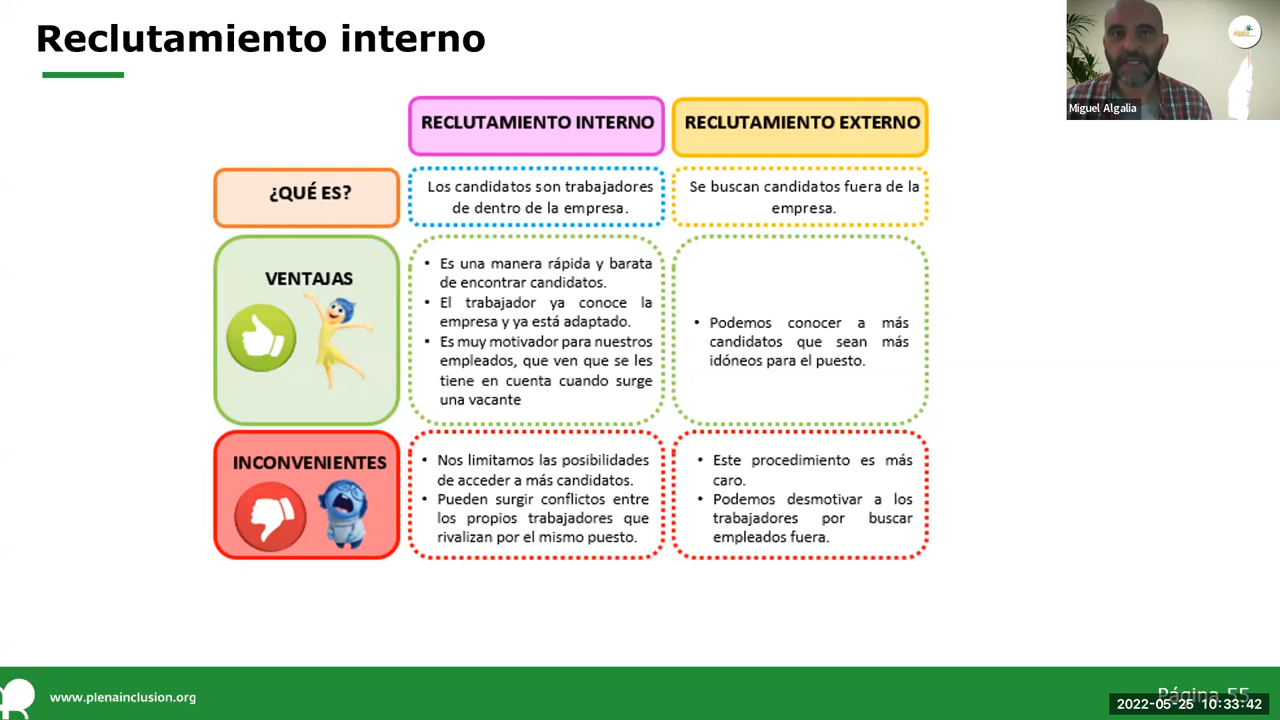 Reclutamiento interno
Miguel Algalia
RECLUTAMIENTO INTERNO
RECLUTAMIENTO EXTERNO
¿QUÉ ES?
Los candidatos son trabajadores
de dentro de la empresa.
Se buscan candidatos fuera de la
empresa.
VENTAJAS
• Es una manera rápida y barata
de encontrar candidatos.
• El trabajador ya conoce la
empresa y ya está adaptado.
• Es muy motivador para nuestros
empleados, que ven que se les
tiene en cuenta cuando surge
una vacante
• Podemos conocer a más
candidatos que sean más
idóneos para el puesto.
INCONVENIENTES
• Nos limitamos las posibilidades
de acceder a más candidatos.
• Pueden surgir conflictos entre
los propios trabajadores que
rivalizan por el mismo puesto.
• Este procedimiento es más
caro.
• Podemos desmotivar a los
trabajadores por buscar
empleados fuera.
www.plenainclusion.org
Página 55
2022-05-25 10:33:42